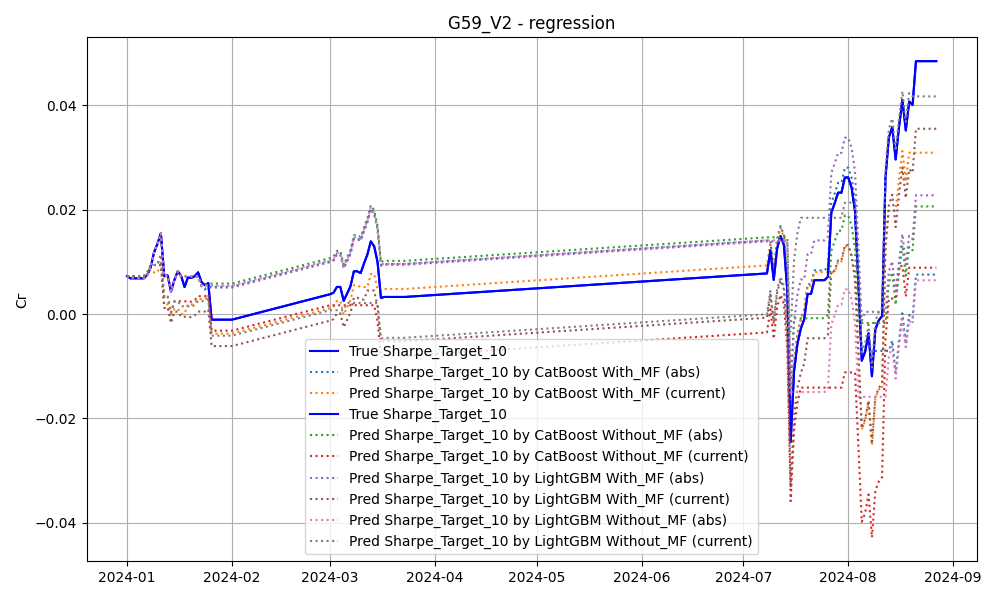 G59_V2 - regression
Cr
0.04
0.02
0.00
−0.02
−0.04
True Sharpe_Target_10
Pred Sharpe_Target_10 by CatBoost With_MF (abs)
Pred Sharpe_Target_10 by CatBoost With_MF (current)
True Sharpe_Target_10
Pred Sharpe_Target_10 by CatBoost Without_MF (abs)
Pred Sharpe_Target_10 by CatBoost Without_MF (current)
Pred Sharpe_Target_10 by LightGBM With_MF (abs)
Pred Sharpe_Target_10 by LightGBM With_MF (current)
Pred Sharpe_Target_10 by LightGBM Without_MF (abs)
Pred Sharpe_Target_10 by LightGBM Without_MF (current)
2024-01 2024-02 2024-03 2024-04 2024-05 2024-06 2024-07 2024-08 2024-09